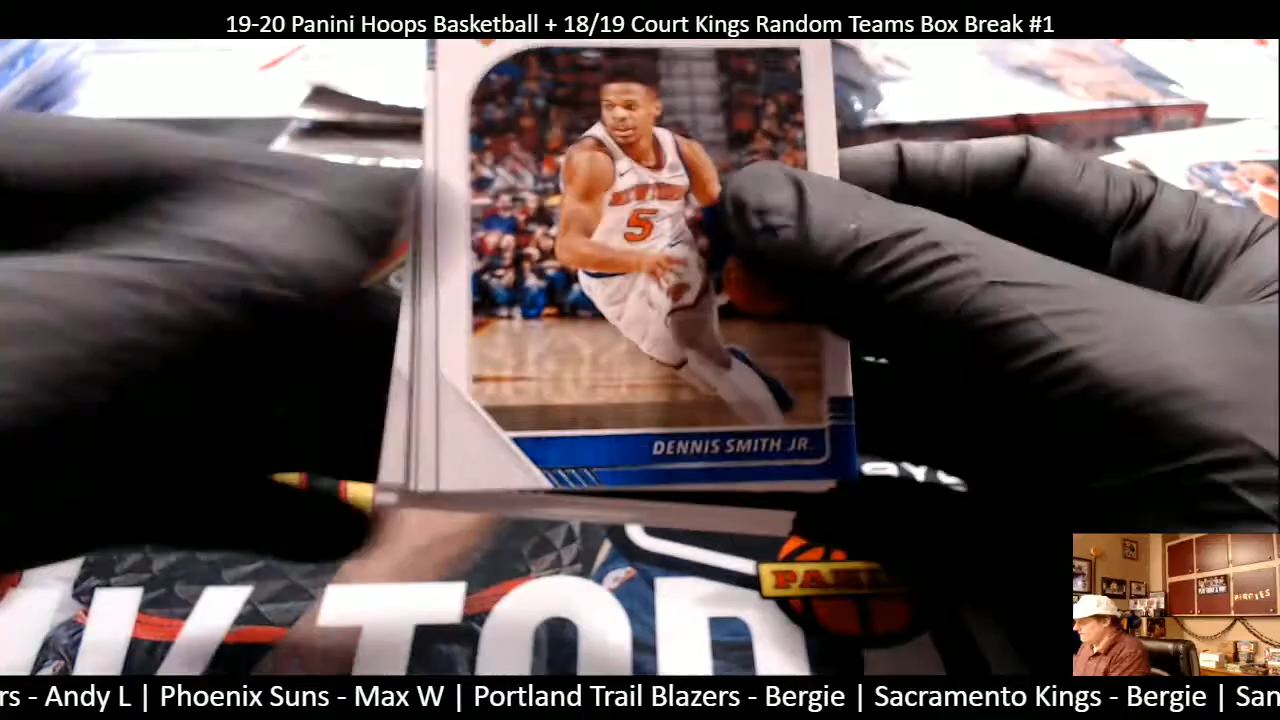 19-20 Panini Hoops Basketball + 18/19 Court Kings Random Teams Box Break #1
NEW YORK
5
DENNIS SMITH JR.
PANINI
rs - Andy L | Phoenix Suns - Max W | Portland Trail Blazers - Bergie | Sacramento Kings - Bergie | San